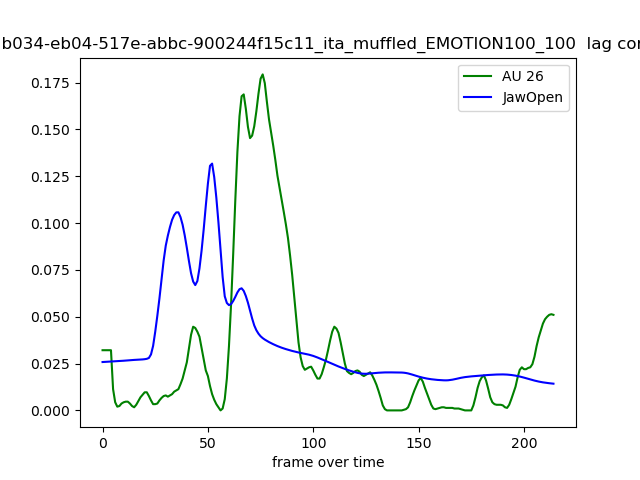 b034-eb04-517e-abbc-900244f15c11_ita_muffled_EMOTION100_100 lag
AU 26
JawOpen
0.175
0.150
0.125
0.100
0.075
0.050
0.025
0.000
0 50 100 150 200
frame over time